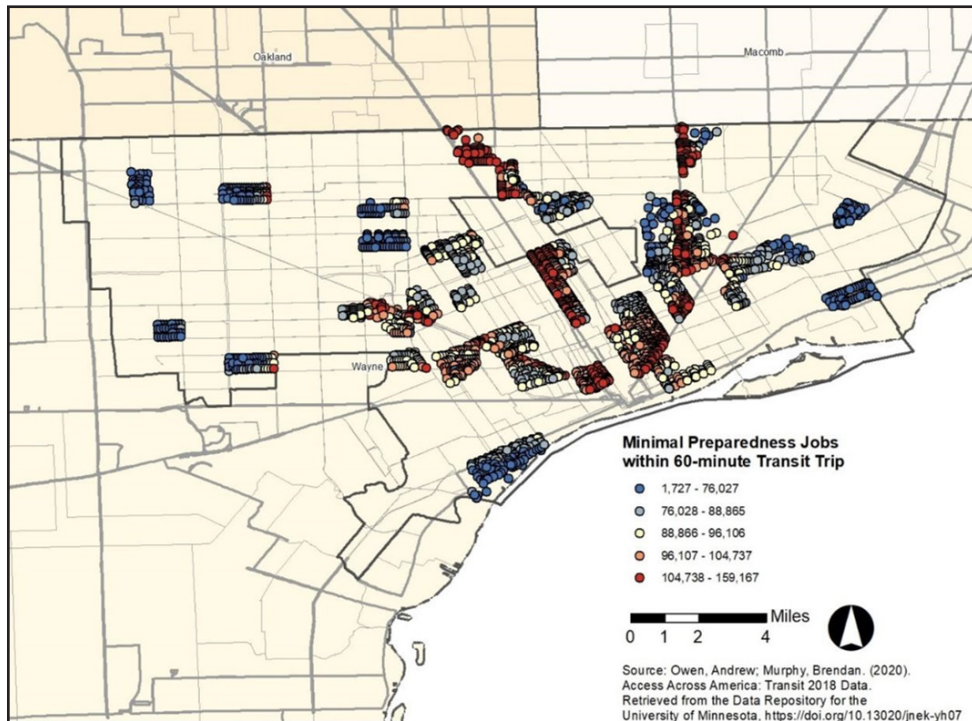 Oakland
Macomb
Wayne
Minimal Preparedness Jobs
within 60-minute Transit Trip
1,727 - 76,027
76,028 - 88,865
88,866 - 96,106
96,107 - 104,737
104,738 - 159,167
Miles
0 1 2 4
Source: Owen, Andrew; Murphy, Brendan. (2020).
Access Across America: Transit 2018 Data.
Retrieved from the Data Repository for the
University of Minnesota, https://doi.org/10.13020/jnek-yh07